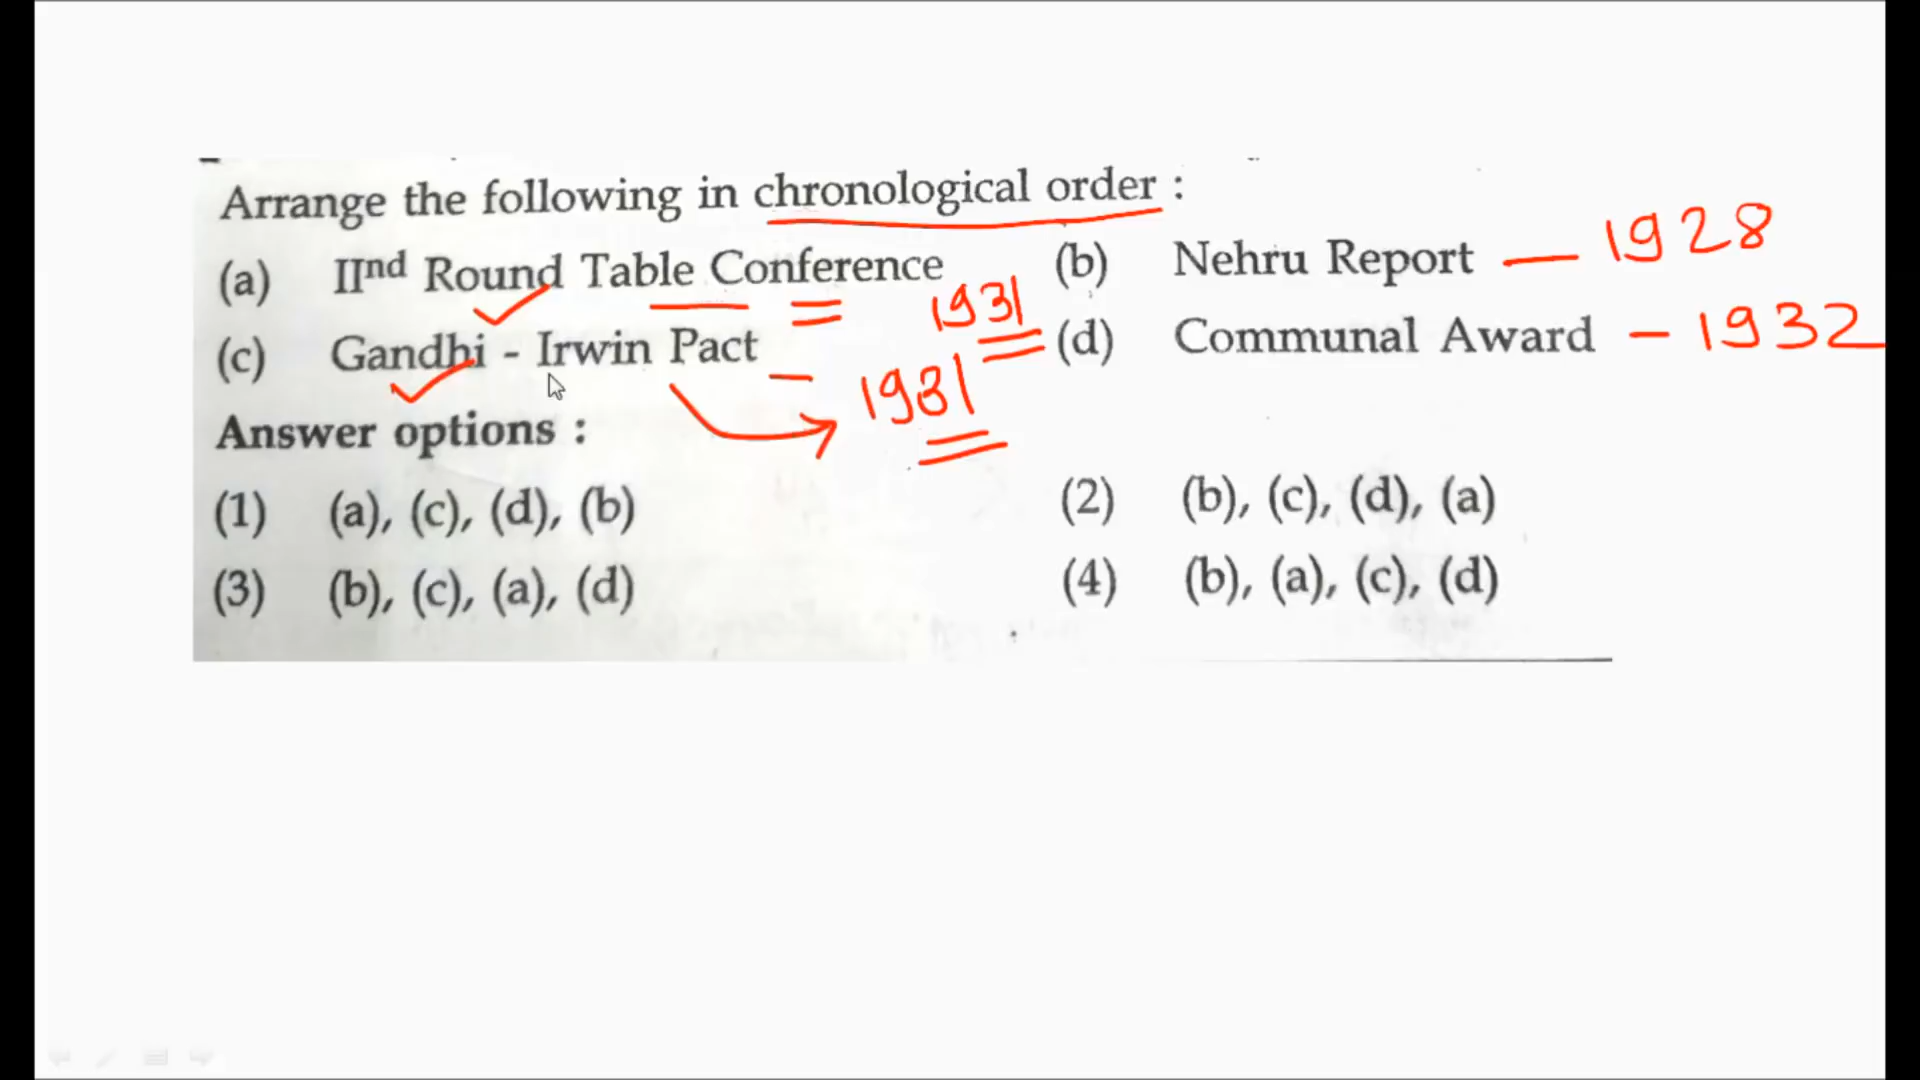 Arrange the following in chronological order :
(a) IInd Round Table Conference = 1931 (b) Nehru Report — 1928
(c) Gandhi - Irwin Pact — 1931 (d) Communal Award — 1932
Answer options :
(1) (a), (c), (d), (b) (2) (b), (c), (d), (a)
(3) (b), (c), (a), (d) (4) (b), (a), (c), (d)